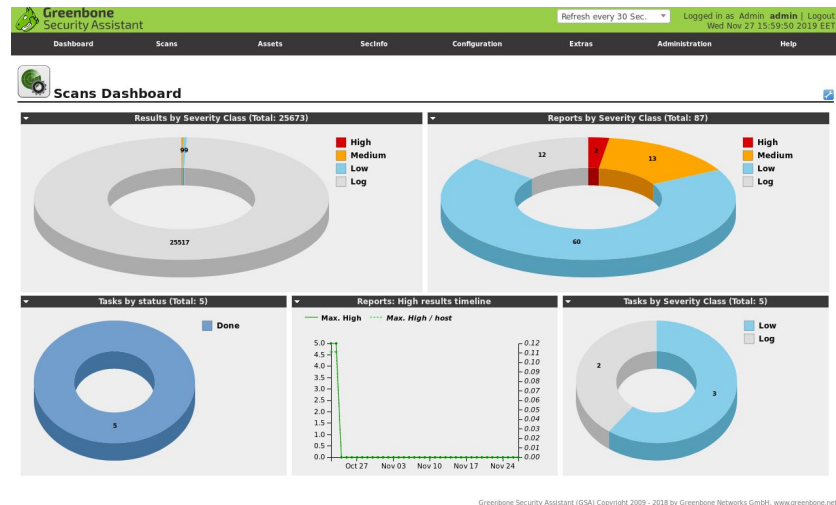 Greenbone
Security Assistant
Refresh every 30 Sec.
Logged in as Admin admin | Logout
Wed Nov 27 15:59:50 2019 EET
Dashboard Scans Assets SecInfo Configuration Extras Administration Help
Scans Dashboard
Results by Severity Class (Total: 25673)
99
25517
High
Medium
Low
Log
Reports by Severity Class (Total: 87)
2
13
12
60
High
Medium
Low
Log
Tasks by status (Total: 5)
5
Done
Reports: High results timeline
Max. High Max. High / host
5.0
4.5
4.0
3.5
3.0
2.5
2.0
1.5
1.0
0.5
0.0
0.12
0.11
0.10
0.09
0.08
0.07
0.06
0.05
0.04
0.03
0.02
0.01
0.00
Oct 27 Nov 03 Nov 10 Nov 17 Nov 24
Tasks by Severity Class (Total: 5)
2
3
Low
Log
Greenbone Security Assistant (GSA) Copyright 2009 - 2018 by Greenbone Networks GmbH, www.greenbone.net